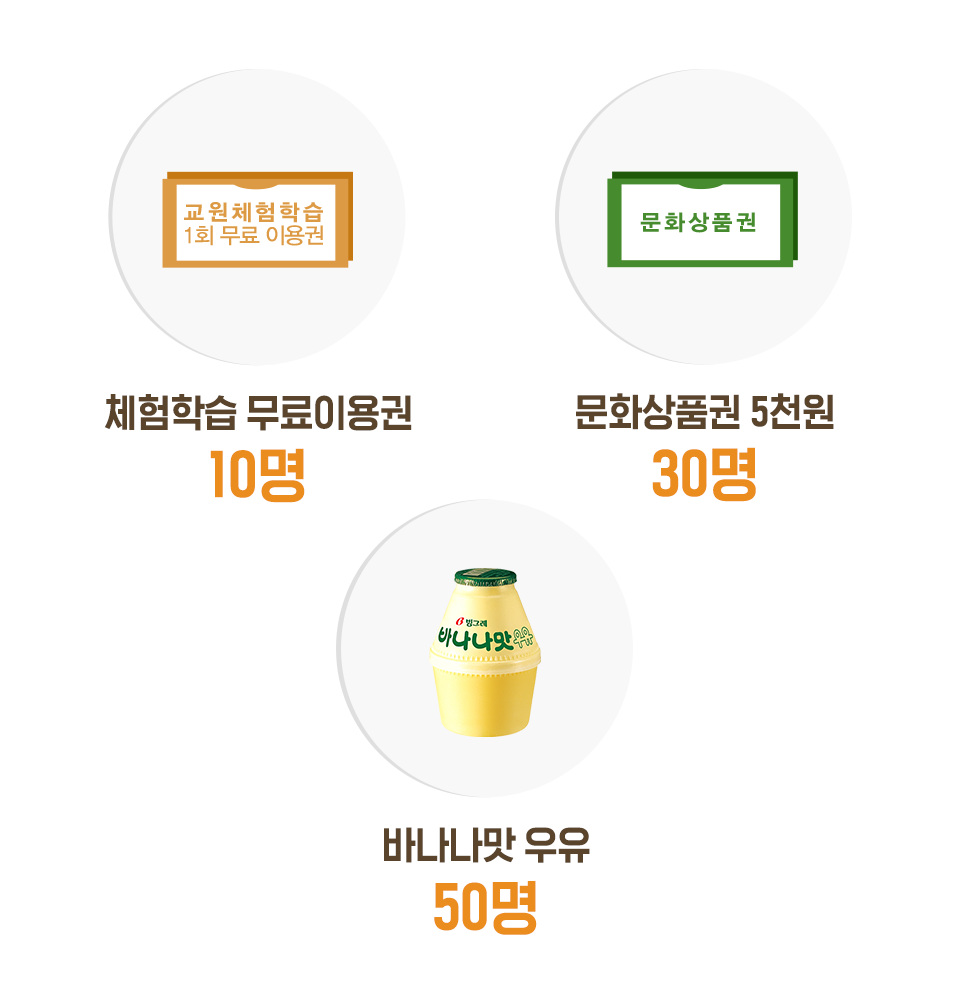 교원체험학습
1회 무료 이용권
체험학습 무료이용권
10명
문화상품권
문화상품권 5천원
30명
빙그레
바나나맛우유
바나나맛 우유
50명